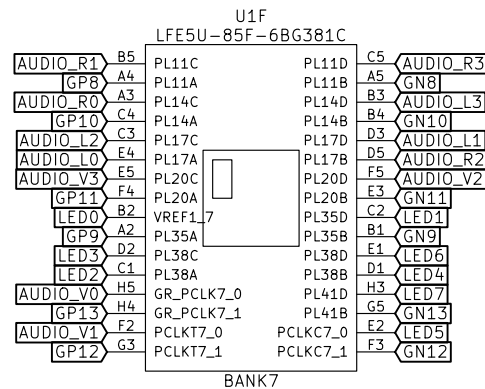 U1F
LFE5U-85F-6BG381C
AUDIO_R1 B5 PL11C PL11D C5 AUDIO_R3
GP8 A4 PL11A PL11B A5 GN8
AUDIO_R0 A3 PL14C PL14D B3 AUDIO_L3
GP10 C4 PL14A PL14B B4 GN10
AUDIO_L2 C3 PL17C PL17D D3 AUDIO_L1
AUDIO_L0 E4 PL17A PL17B D5 AUDIO_R2
AUDIO_V3 E5 PL20C PL20D F5 AUDIO_V2
GP11 F4 PL20A PL20B E3 GN11
LED0 B2 VREF1_7 PL35D C2 LED1
GP9 A2 PL35A PL35B B1 GN9
LED3 D2 PL38C PL38D E1 LED6
LED2 C1 PL38A PL38B D1 LED4
AUDIO_V0 H5 GR_PCLK7_0 PL41D H3 LED7
GP13 H4 GR_PCLK7_1 PL41B G5 GN13
AUDIO_V1 F2 PCLKT7_0 PCLKC7_0 E2 LED5
GP12 G3 PCLKT7_1 PCLKC7_1 F3 GN12
BANK7